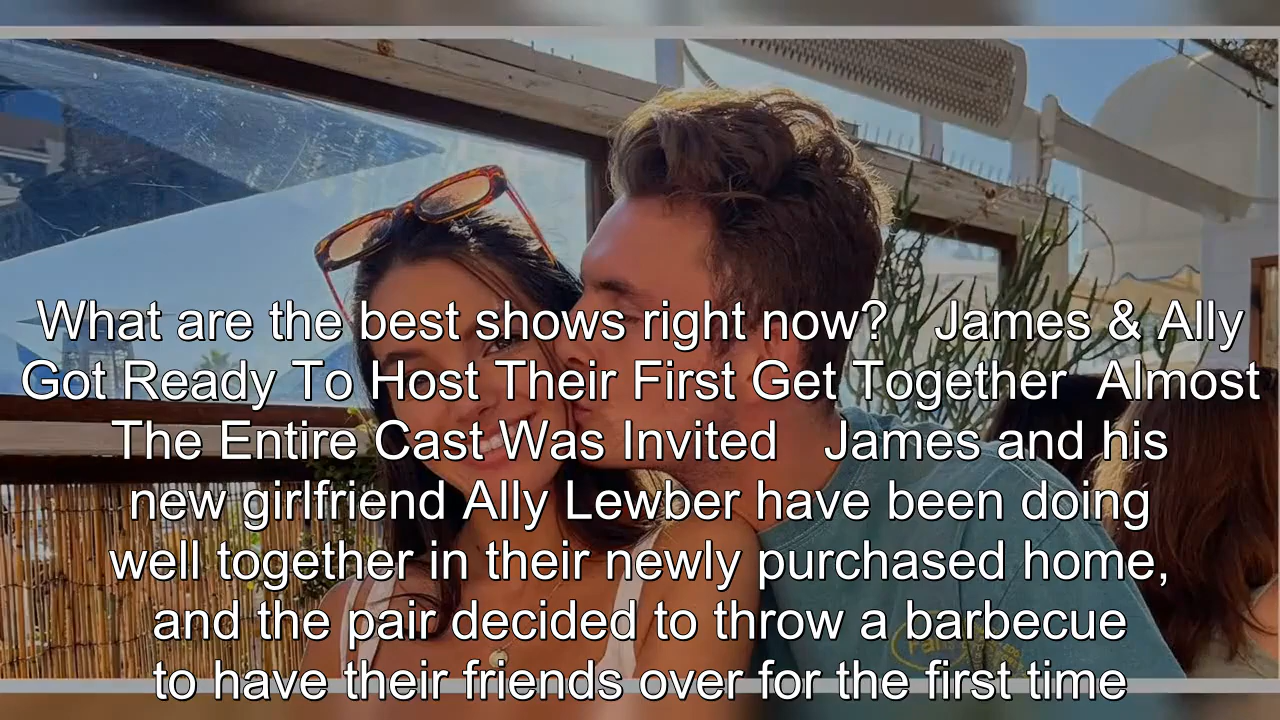 What are the best shows right now?   James & Ally
Got Ready To Host Their First Get Together  Almost
The Entire Cast Was Invited   James and his
new girlfriend Ally Lewber have been doing
well together in their newly purchased home,
and the pair decided to throw a barbecue
to have their friends over for the first time